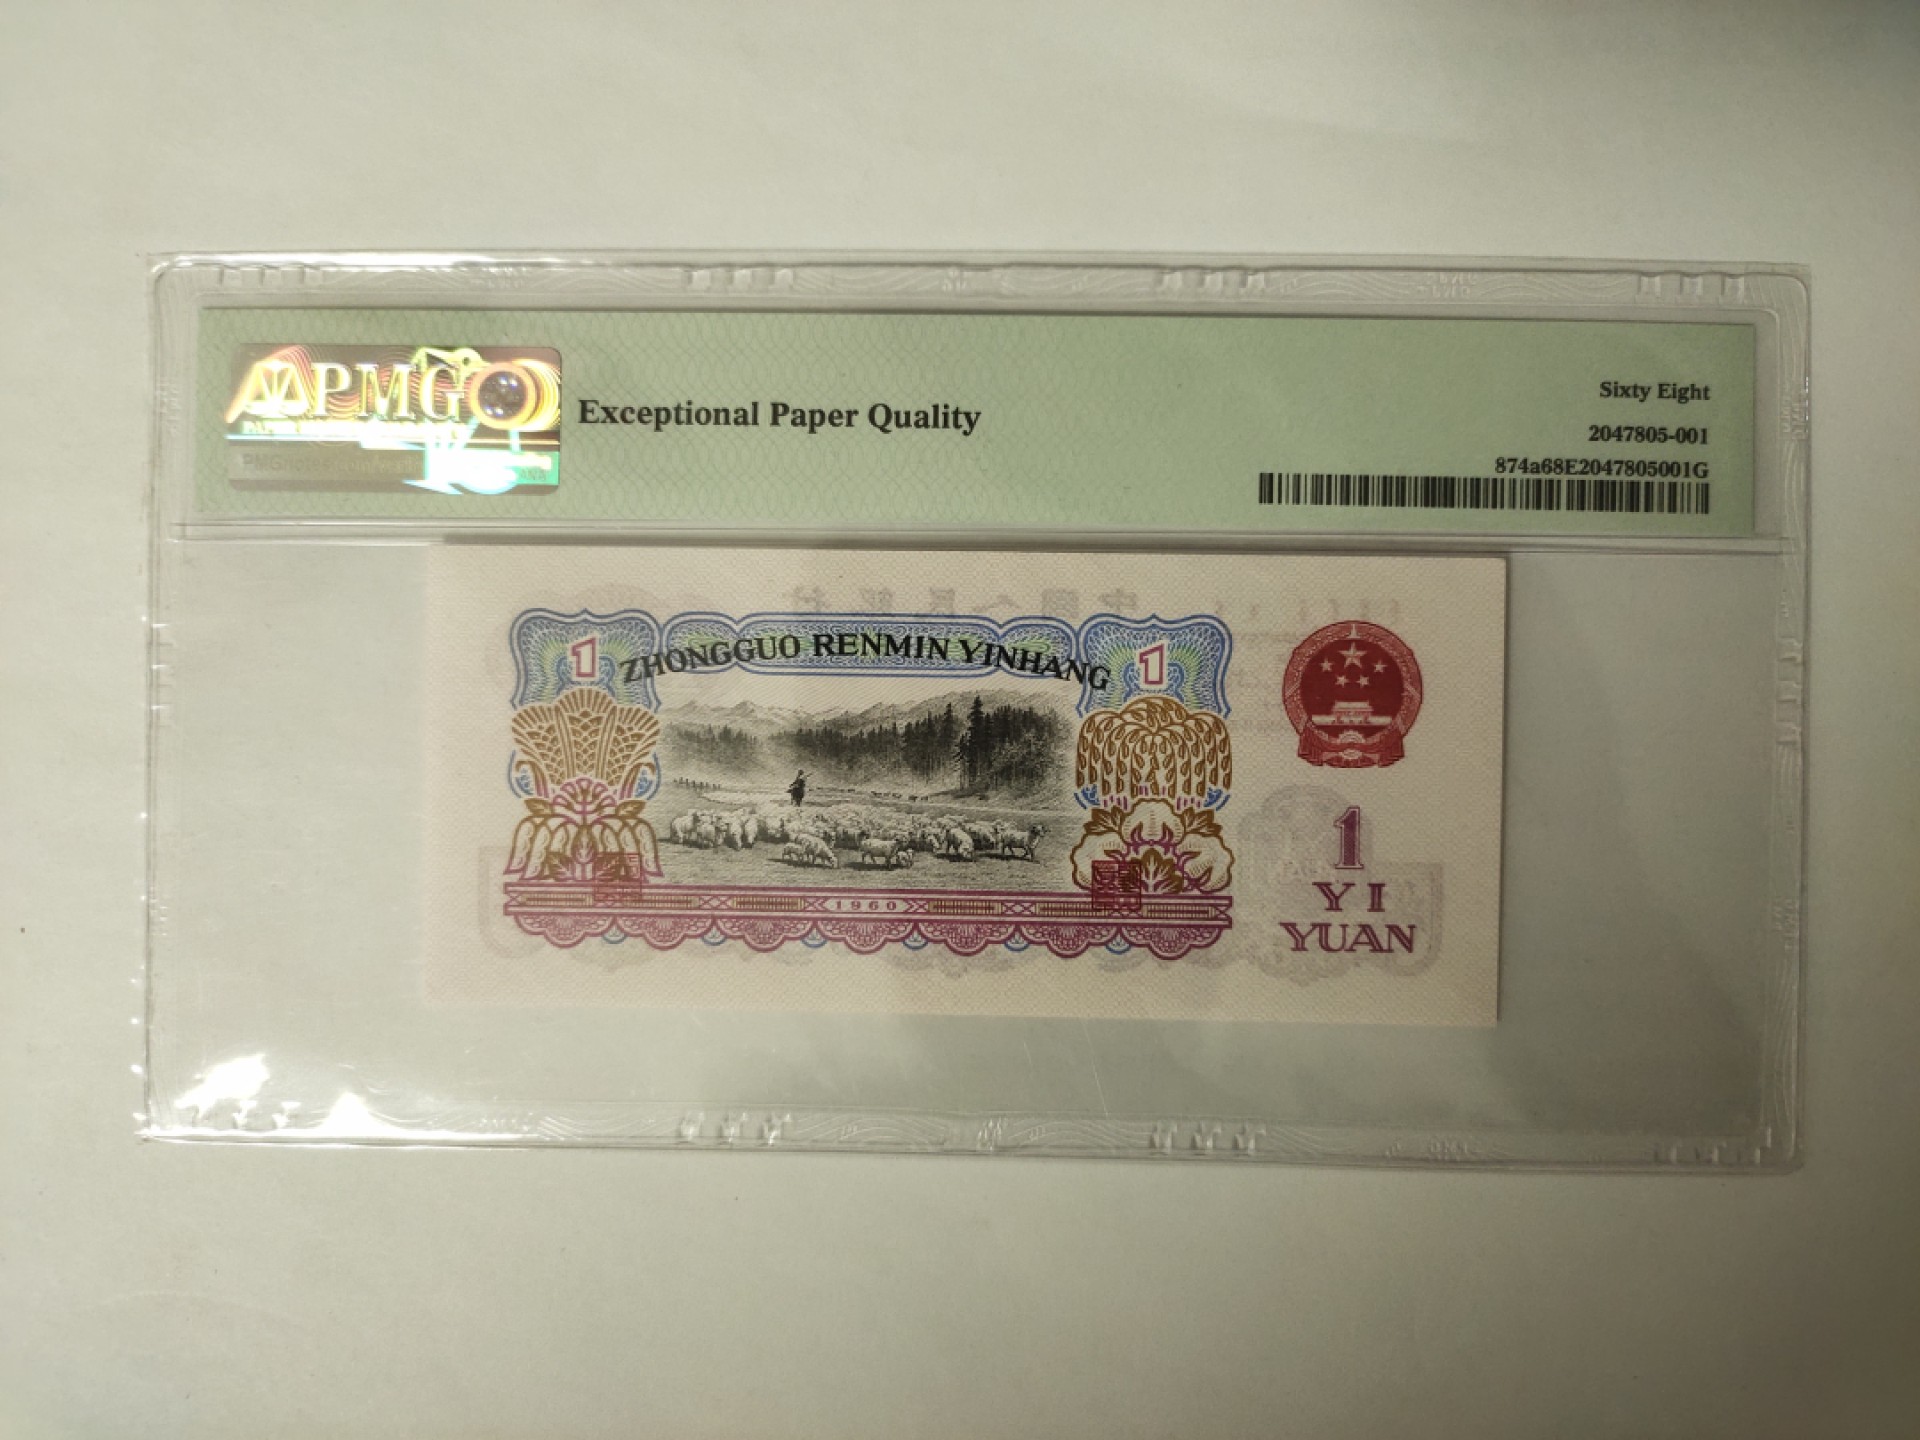 PMG
Exceptional Paper Quality
Sixty Eight
2047805-001
874a68E2047805001G
1
ZHONGGUO RENMIN YINHANG
1
1960
1
YI
YUAN